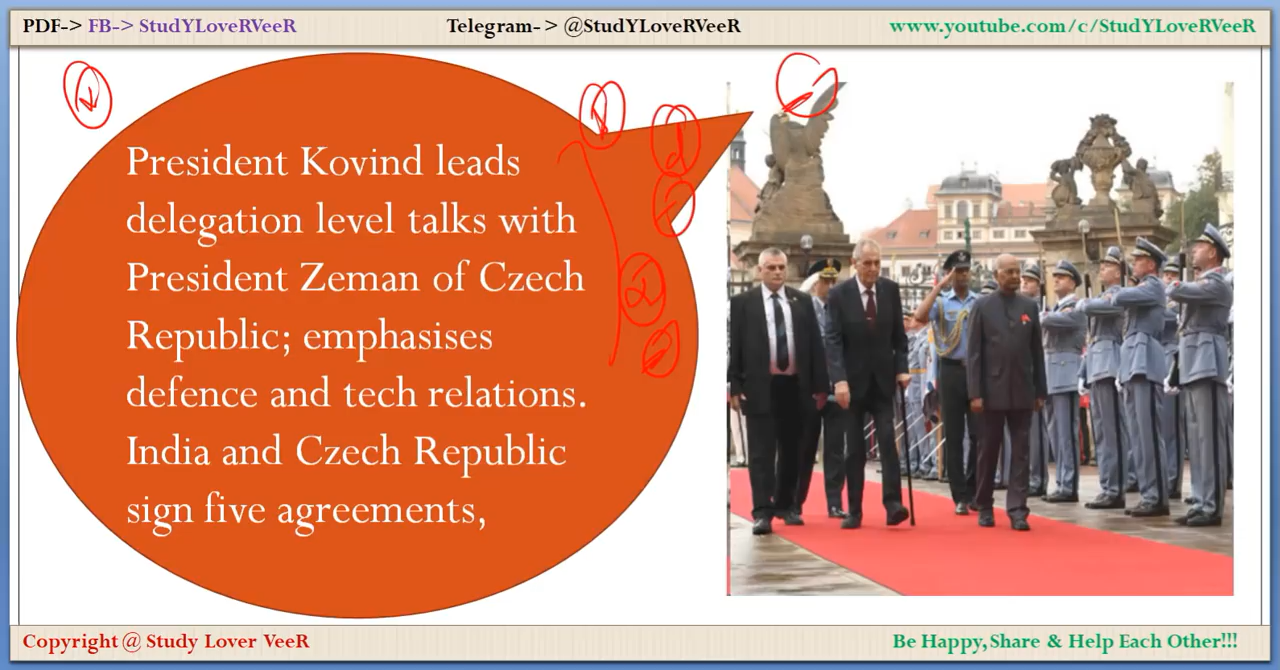 PDF-> FB-> StudYLoveRVeeR
Telegram-> @StudYLoveRVeeR
www.youtube.com/c/StudYLoveRVeeR
President Kovind leads
delegation level talks with
President Zeman of Czech
Republic; emphasises
defence and tech relations.
India and Czech Republic
sign five agreements,
Copyright @ Study Lover VeeR
Be Happy,Share & Help Each Other!!!